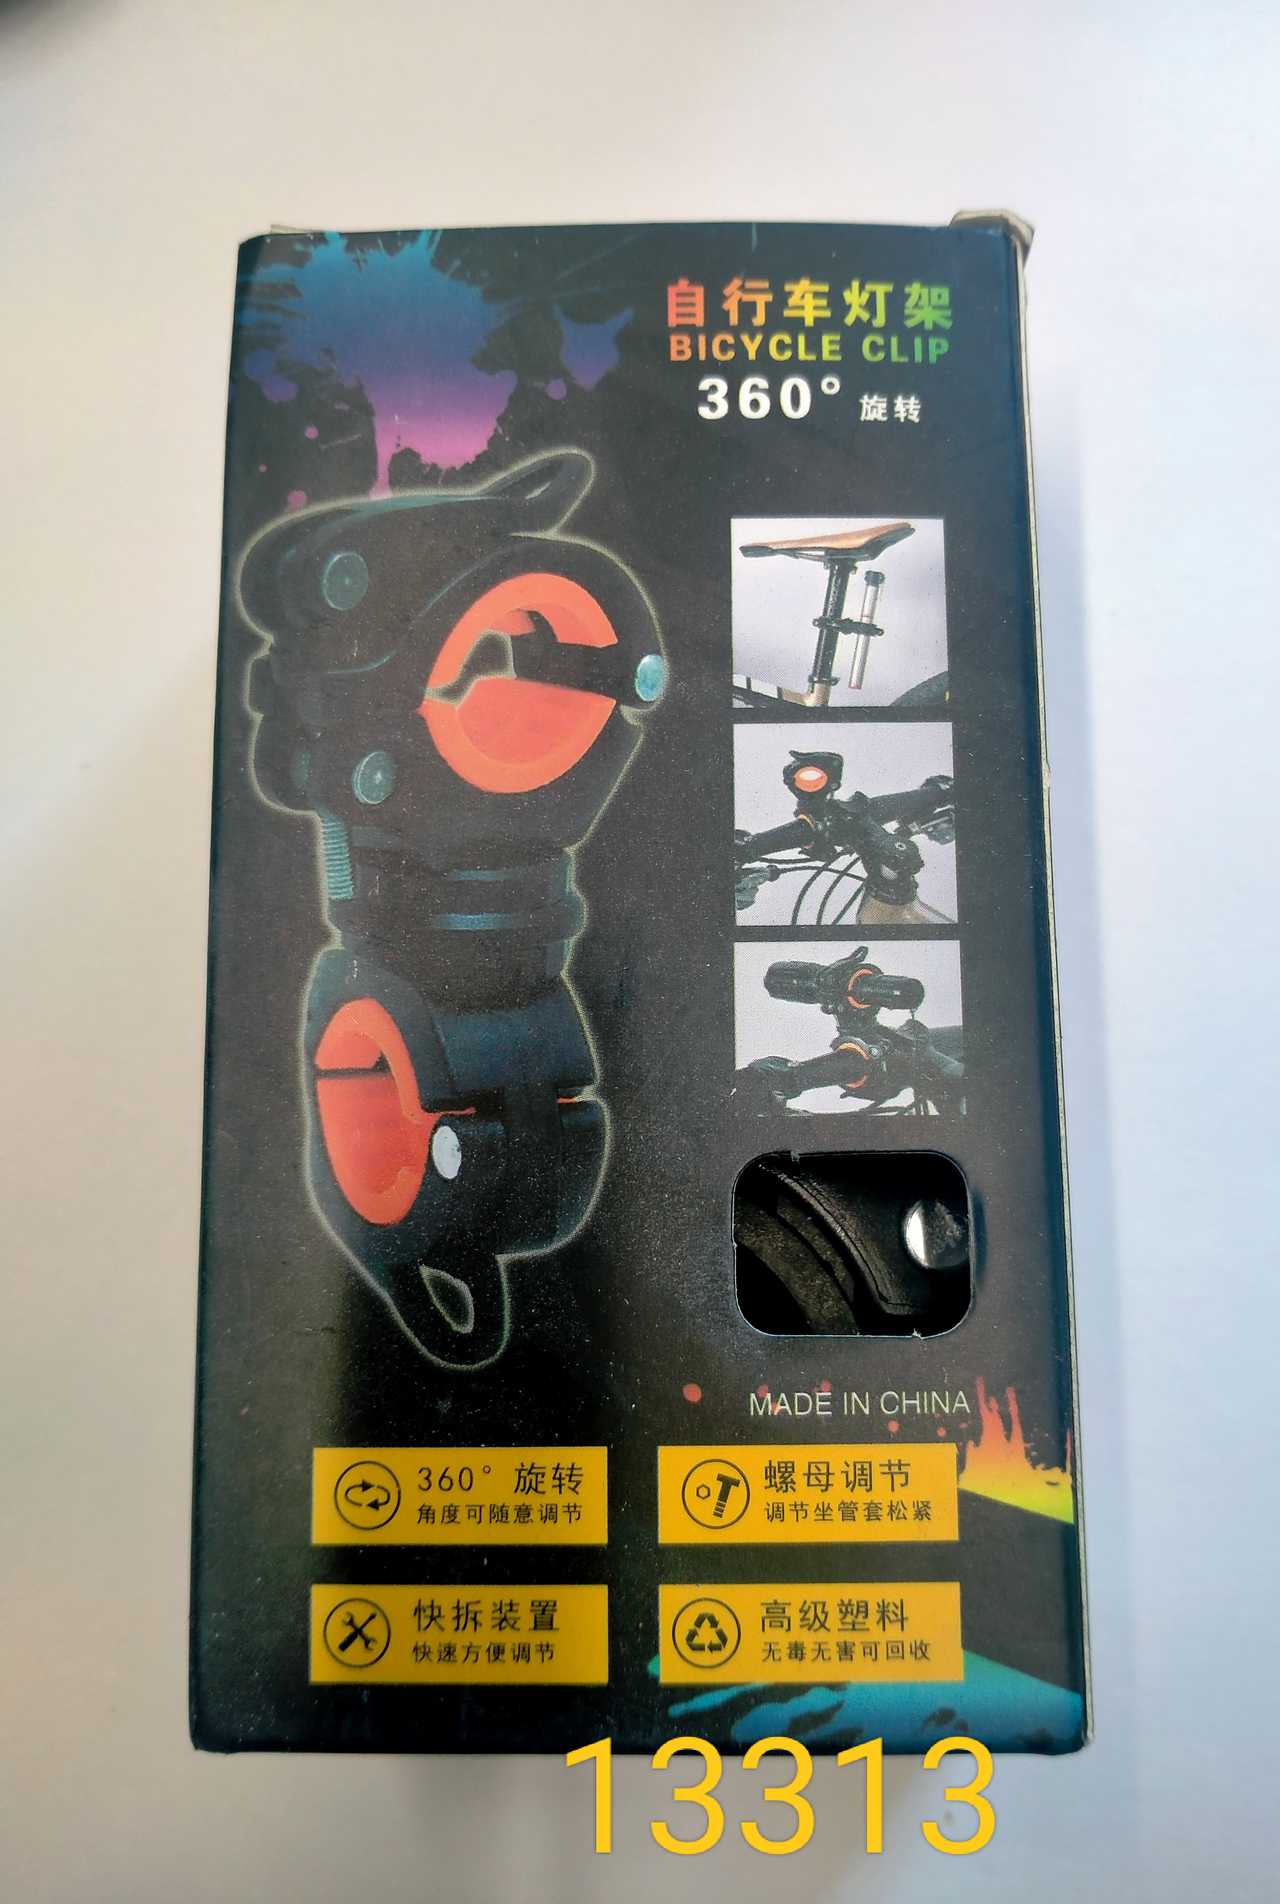 自行车灯架
BICYCLE CLIP
360° 旋转
MADE IN CHINA
360° 旋转
角度可随意调节
螺母调节
调节坐管套松紧
快拆装置
快速方便调节
高级塑料
无毒无害可回收
13313